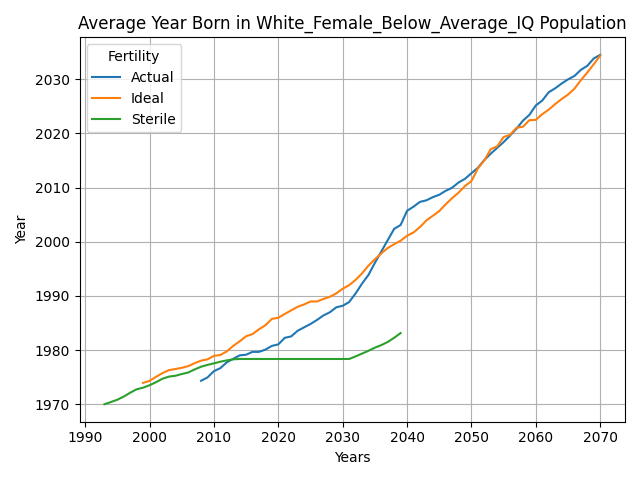 Average Year Born in White_Female_Below_Average_IQ Population
Fertility
Actual
Ideal
Sterile
Year
2030
2020
2010
2000
1990
1980
1970
1990 2000 2010 2020 2030 2040 2050 2060 2070
Years